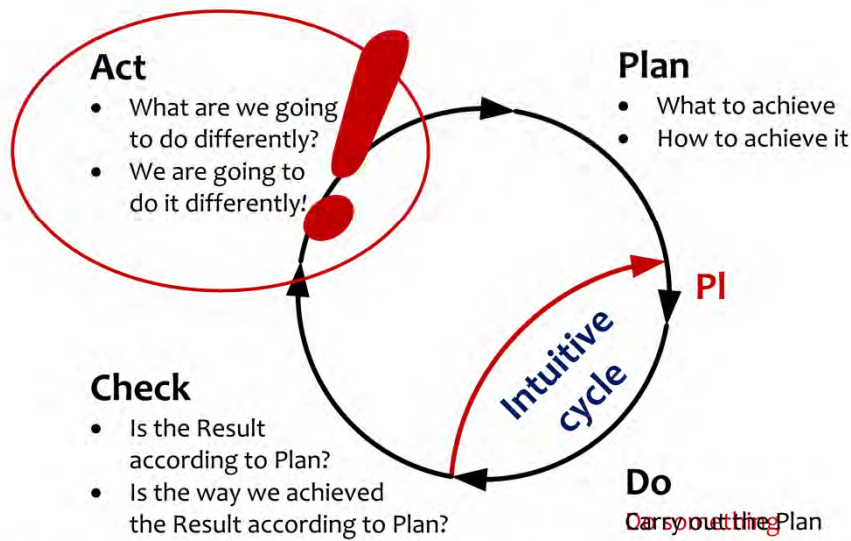 Act
• What are we going
to do differently?
• We are going to
do it differently!
Plan
• What to achieve
• How to achieve it
Pl
Intuitive
cycle
Check
• Is the Result
according to Plan?
• Is the way we achieved
the Result according to Plan?
Do
Carry out the Plan
Do something